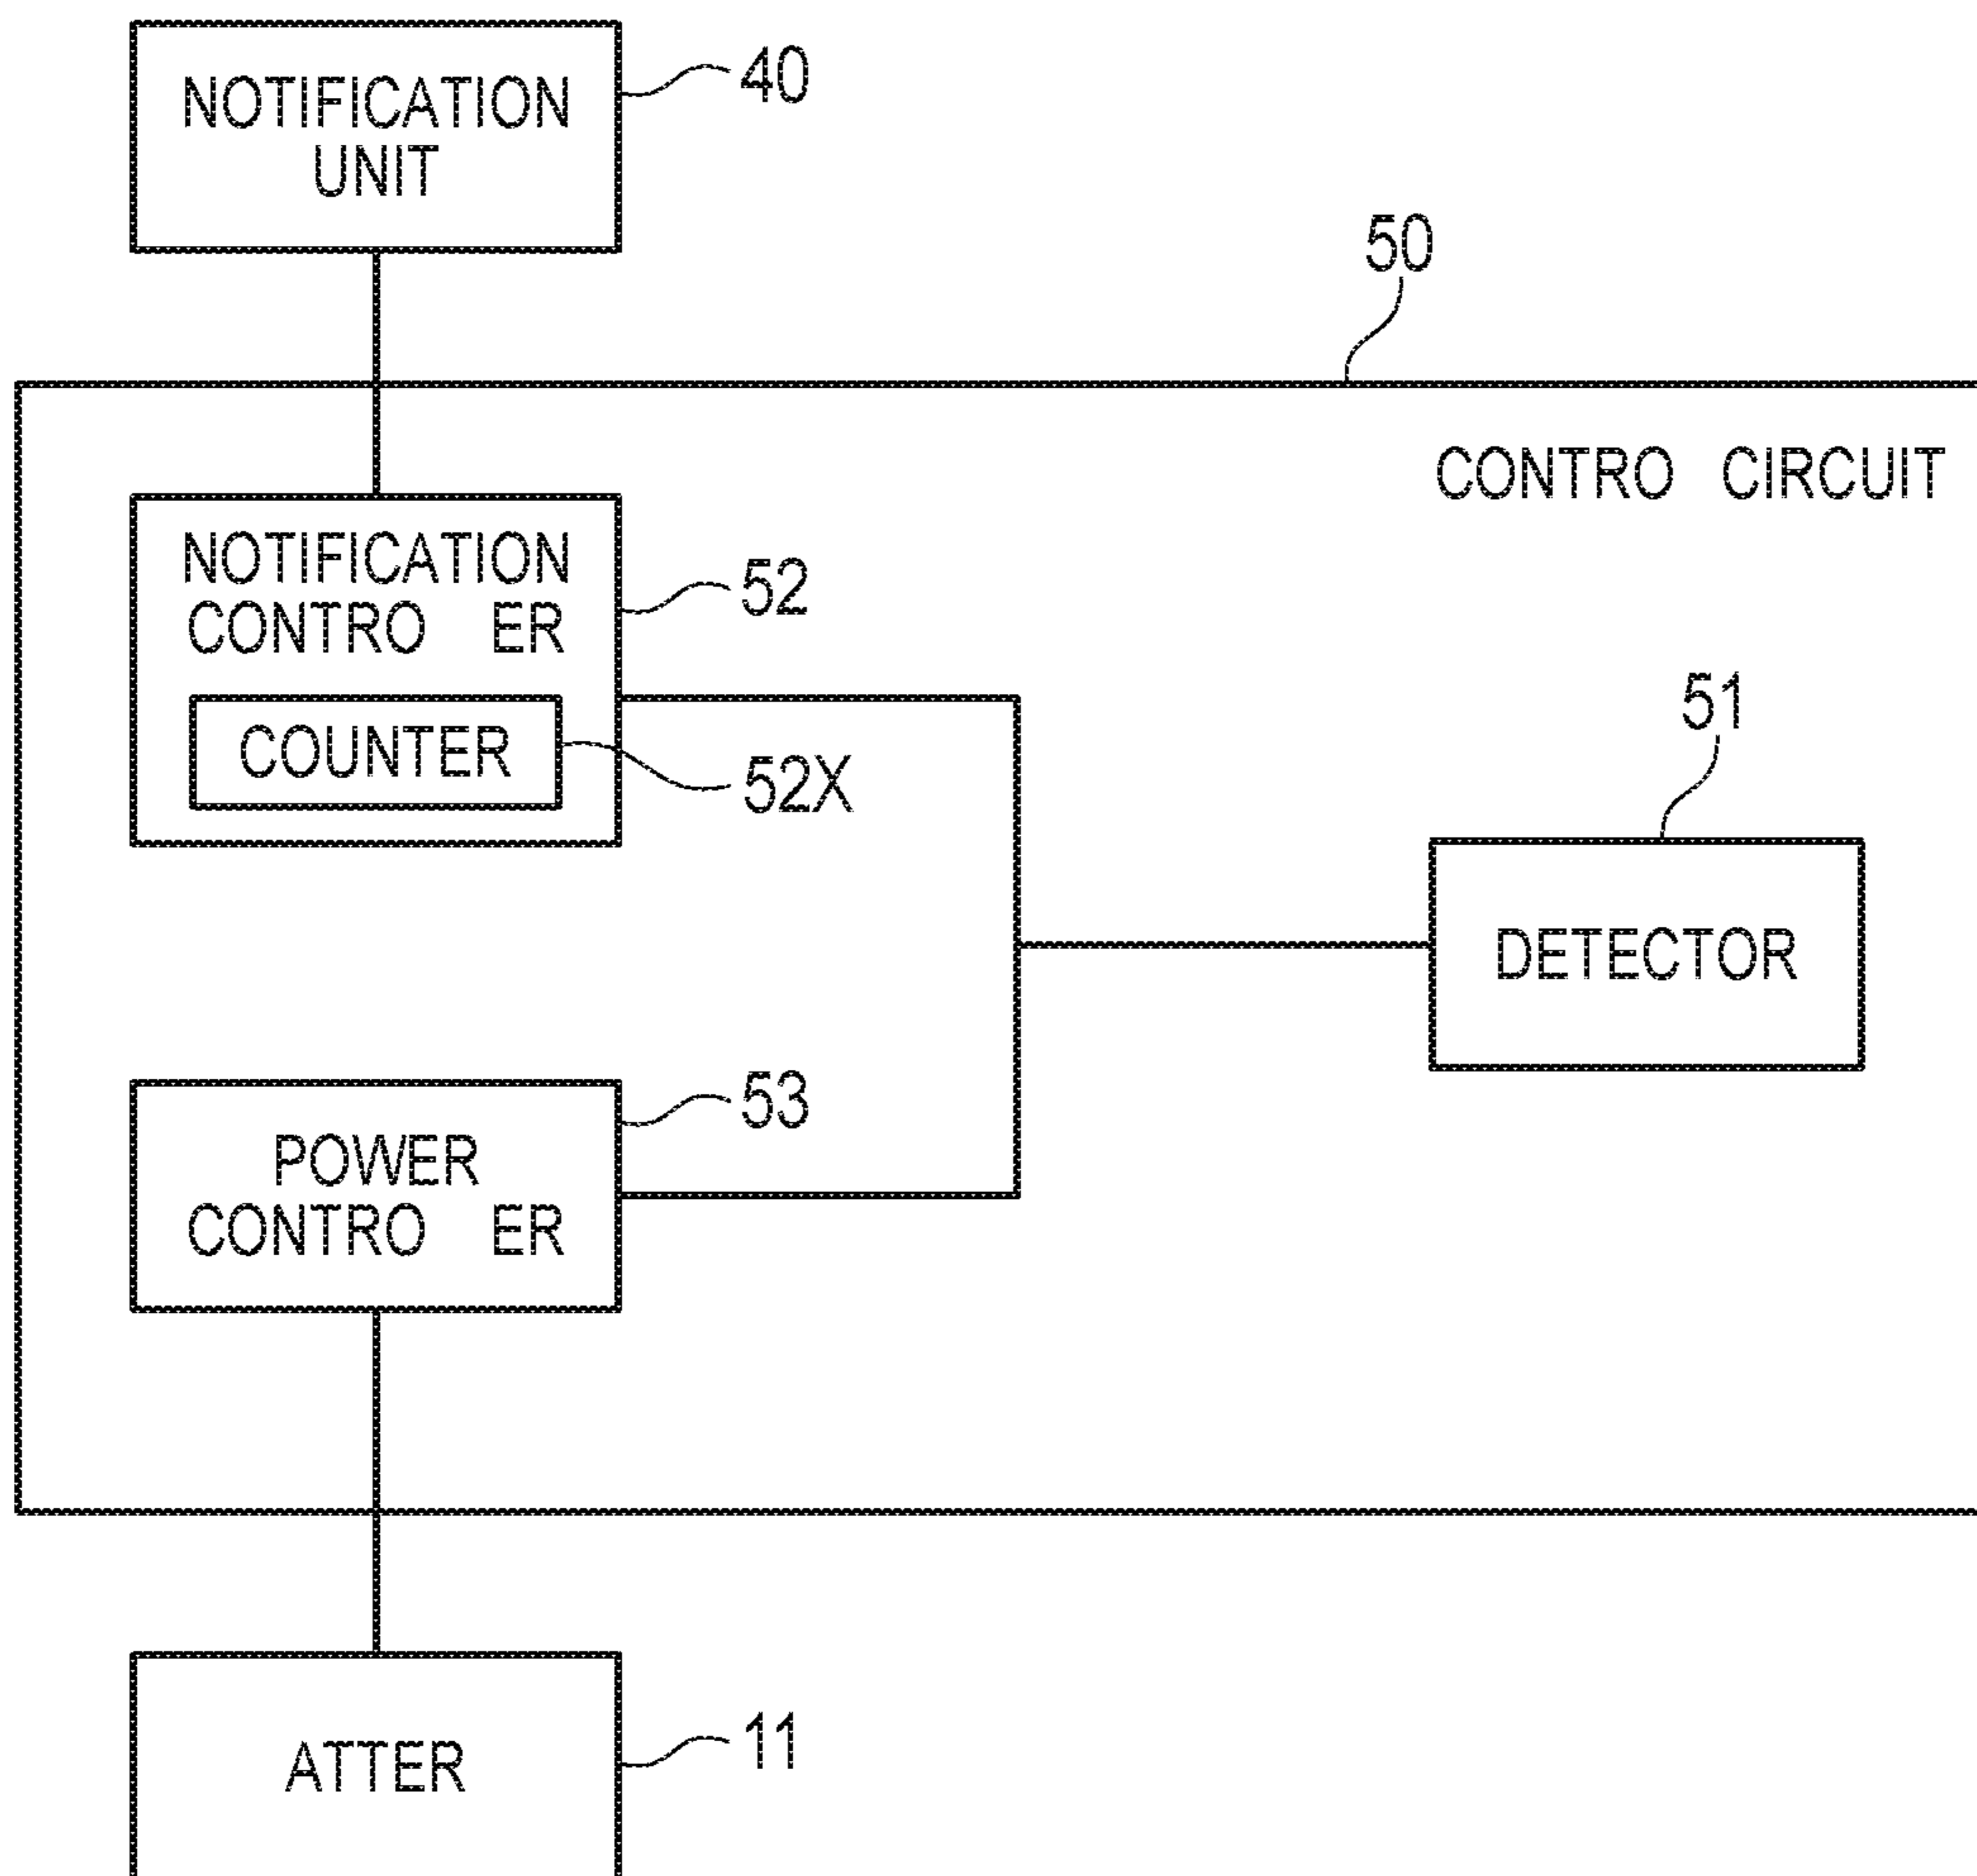 NOTIFICATION
UNIT
40
50
CONTRO CIRCUIT
NOTIFICATION
CONTRO ER
52
COUNTER
52X
51
DETECTOR
53
POWER
CONTRO ER
ATTER
11